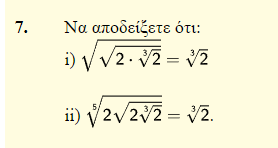 7. Να αποδείξετε ότι:
i) √√2 · ∛2 = ∛2
ii) ⁵√2√2∛2 = ∛2.